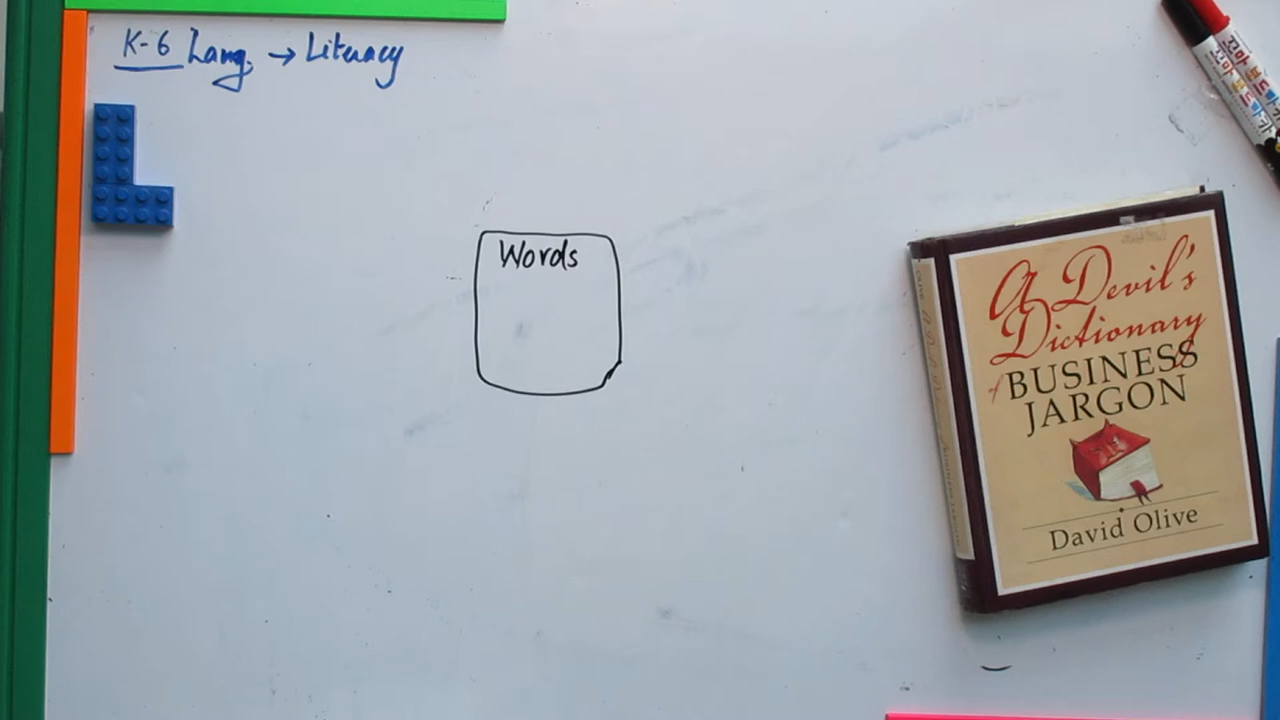 K-6 Lang. → Literacy
Words
A Devil's
Dictionary
of BUSINESS
JARGON
David Olive